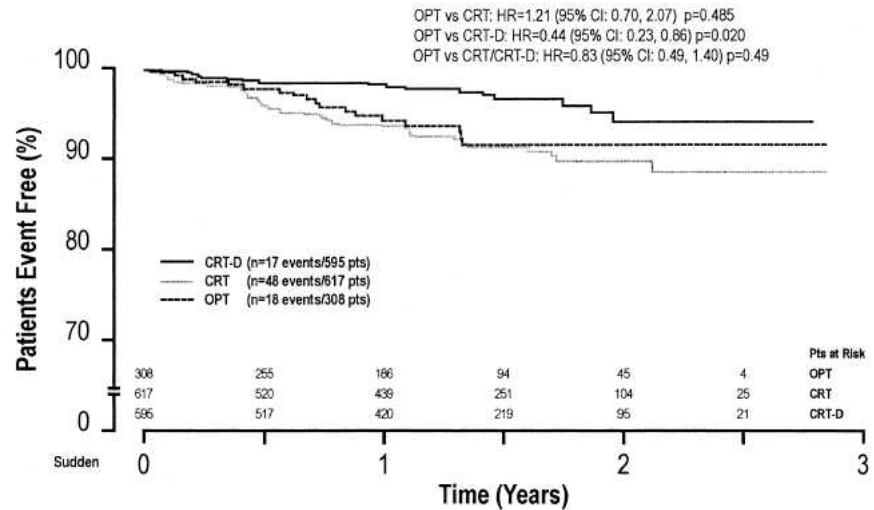 OPT vs CRT: HR=1.21 (95% CI: 0.70, 2.07) p=0.485
OPT vs CRT-D: HR=0.44 (95% CI: 0.23, 0.86) p=0.020
OPT vs CRT/CRT-D: HR=0.83 (95% CI: 0.49, 1.40) p=0.49
Patients Event Free (%)
100
90
80
70
0
CRT-D (n=17 events/595 pts)
CRT (n=48 events/617 pts)
OPT (n=18 events/308 pts)
Pts at Risk
308 255 186 94 45 4 OPT
617 520 439 251 104 25 CRT
595 517 420 219 95 21 CRT-D
Sudden
0 1 2 3
Time (Years)